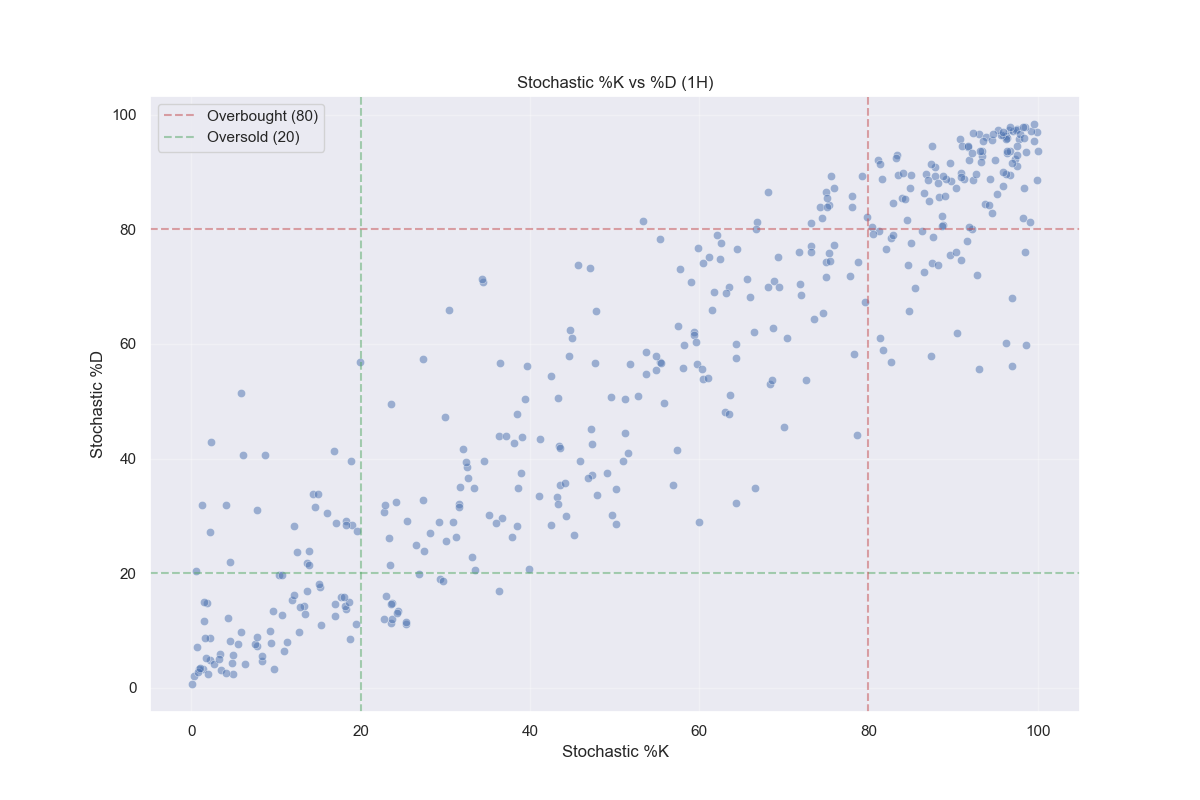 Stochastic %K vs %D (1H)
Overbought (80)
Oversold (20)
Stochastic %D
100
80
60
40
20
0
0 20 40 60 80 100
Stochastic %K